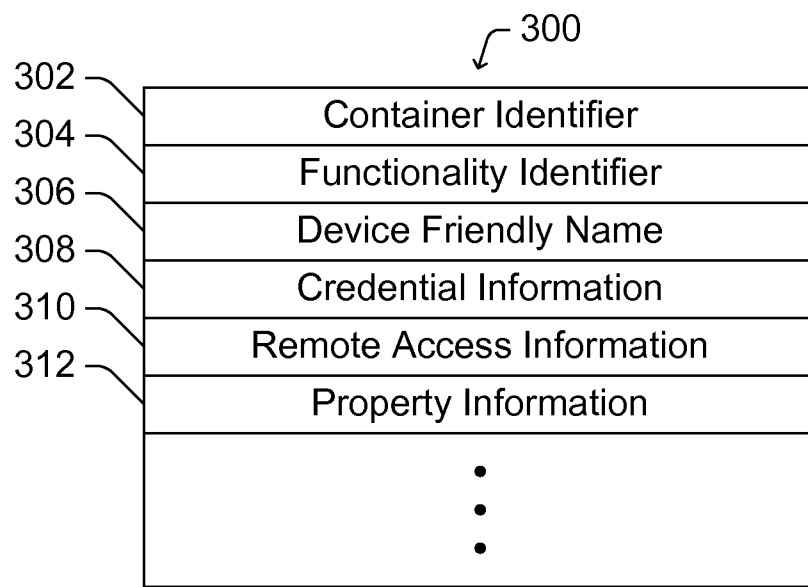 300
302 Container Identifier
304 Functionality Identifier
306 Device Friendly Name
308 Credential Information
310 Remote Access Information
312 Property Information